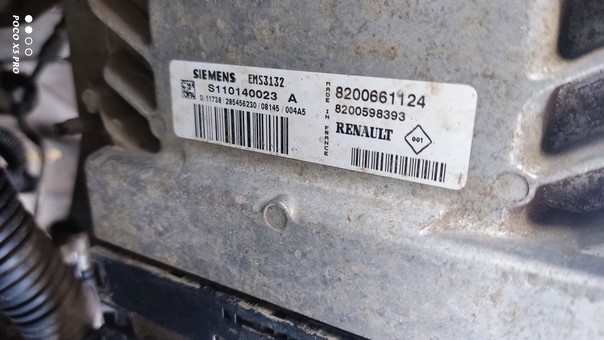 SIEMENS EMS3132
S110140023 A
0:11738 285456230 08145 004A5
MADE IN FRANCE
8200661124
8200598393
RENAULT
001
POCO X3 PRO